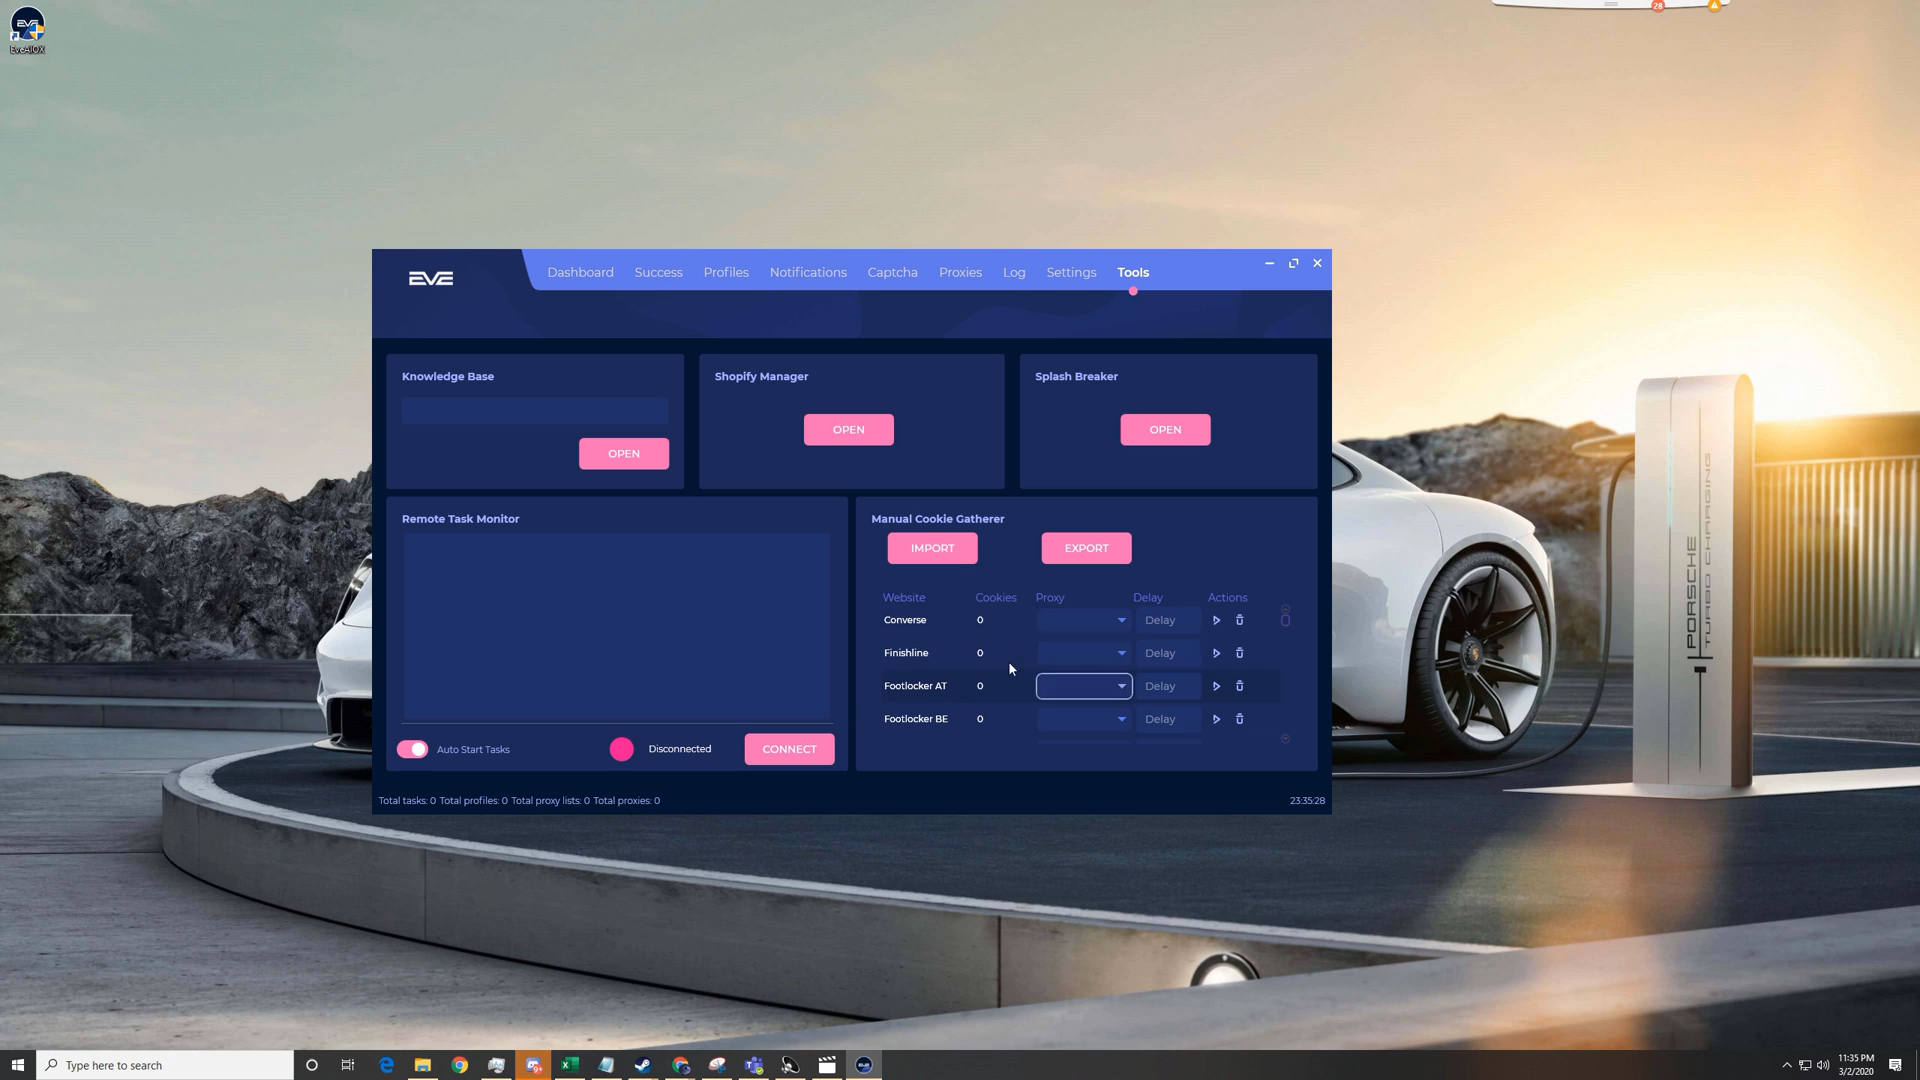 EveAIOX
28
EVE
Dashboard Success Profiles Notifications Captcha Proxies Log Settings Tools
Knowledge Base
OPEN
Shopify Manager
OPEN
Splash Breaker
OPEN
Remote Task Monitor
Auto Start Tasks
Disconnected
CONNECT
Manual Cookie Gatherer
IMPORT
EXPORT
Website Cookies Proxy Delay Actions
Converse 0 Delay
Finishline 0 Delay
Footlocker AT 0 Delay
Footlocker BE 0 Delay
Total tasks: 0 Total profiles: 0 Total proxy lists: 0 Total proxies: 0
23:35:28
PORSCHE
TURBO CHARGING
Type here to search
11:35 PM
3/2/2020